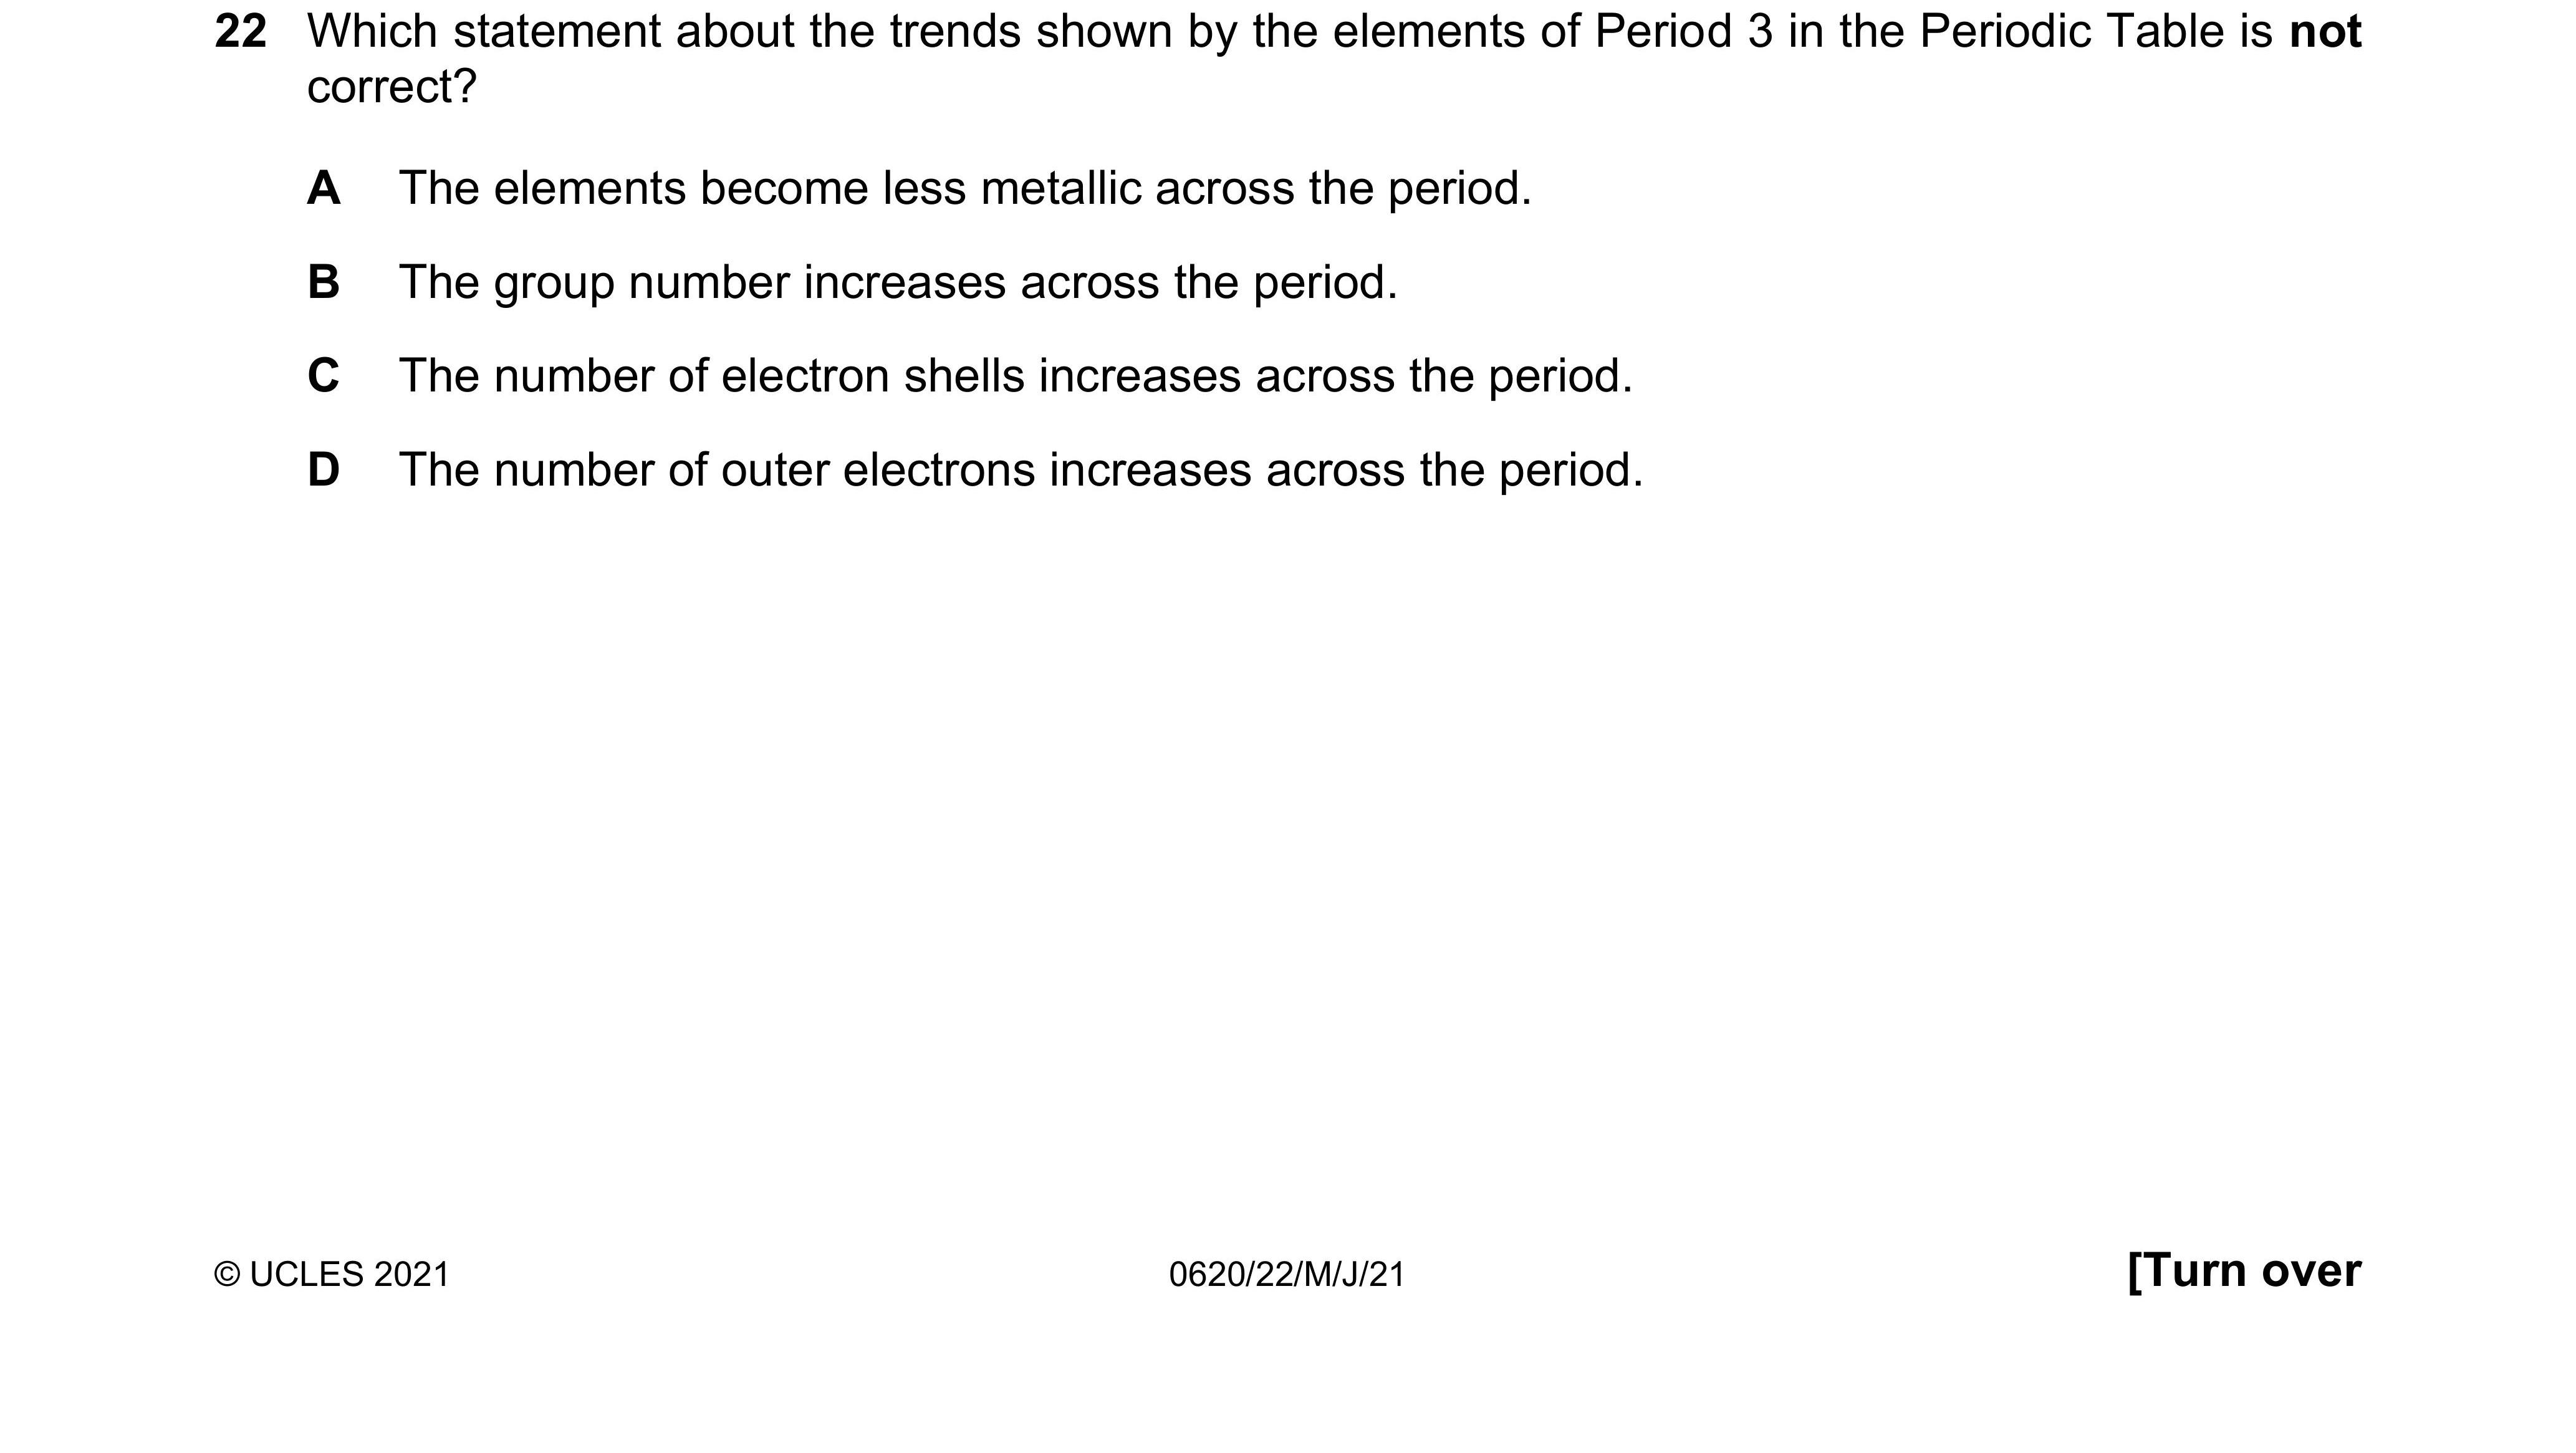 22 Which statement about the trends shown by the elements of Period 3 in the Periodic Table is not
correct?
A The elements become less metallic across the period.
B The group number increases across the period.
C The number of electron shells increases across the period.
D The number of outer electrons increases across the period.
© UCLES 2021 0620/22/M/J/21 [Turn over